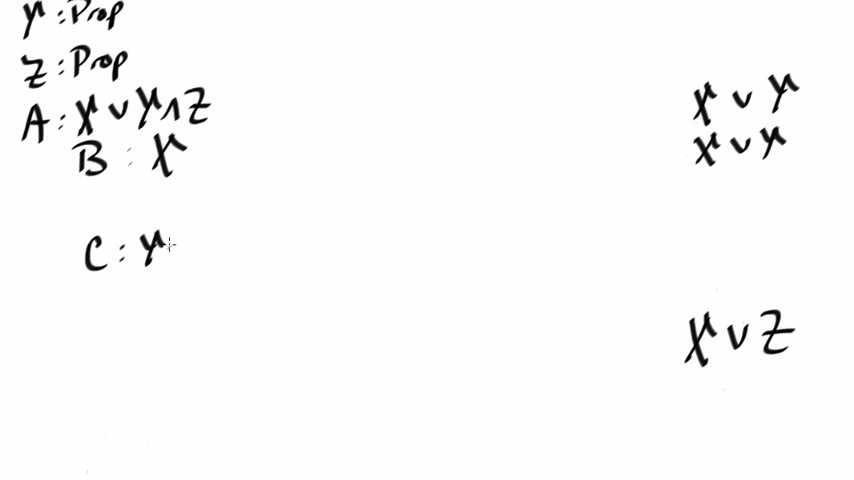 y : Prop
z : Prop
A : x ∨ y ∧ z
B : x
C : y
x ∨ y
x ∨ y
x ∨ z